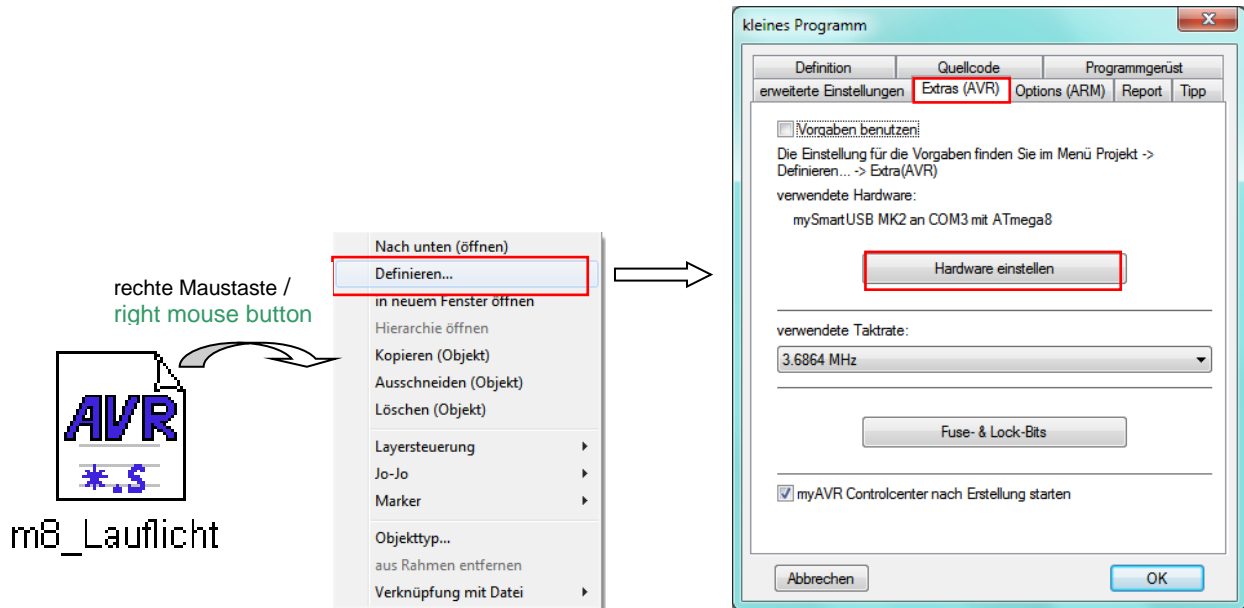 rechte Maustaste /
right mouse button
AVR
*.S
m8_Lauflicht
Nach unten (öffnen)
Definieren...
in neuem Fenster öffnen
Hierarchie öffnen
Kopieren (Objekt)
Ausschneiden (Objekt)
Löschen (Objekt)
Layersteuerung
Jo-Jo
Marker
Objekttyp...
aus Rahmen entfernen
Verknüpfung mit Datei
kleines Programm
Definition Quellcode Programmgerüst
erweiterte Einstellungen Extras (AVR) Options (ARM) Report Tipp
Vorgaben benutzen
Die Einstellung für die Vorgaben finden Sie im Menü Projekt ->
Definieren... -> Extra(AVR)
verwendete Hardware:
mySmartUSB MK2 an COM3 mit ATmega8
Hardware einstellen
verwendete Taktrate:
3.6864 MHz
Fuse- & Lock-Bits
myAVR Controlcenter nach Erstellung starten
Abbrechen OK